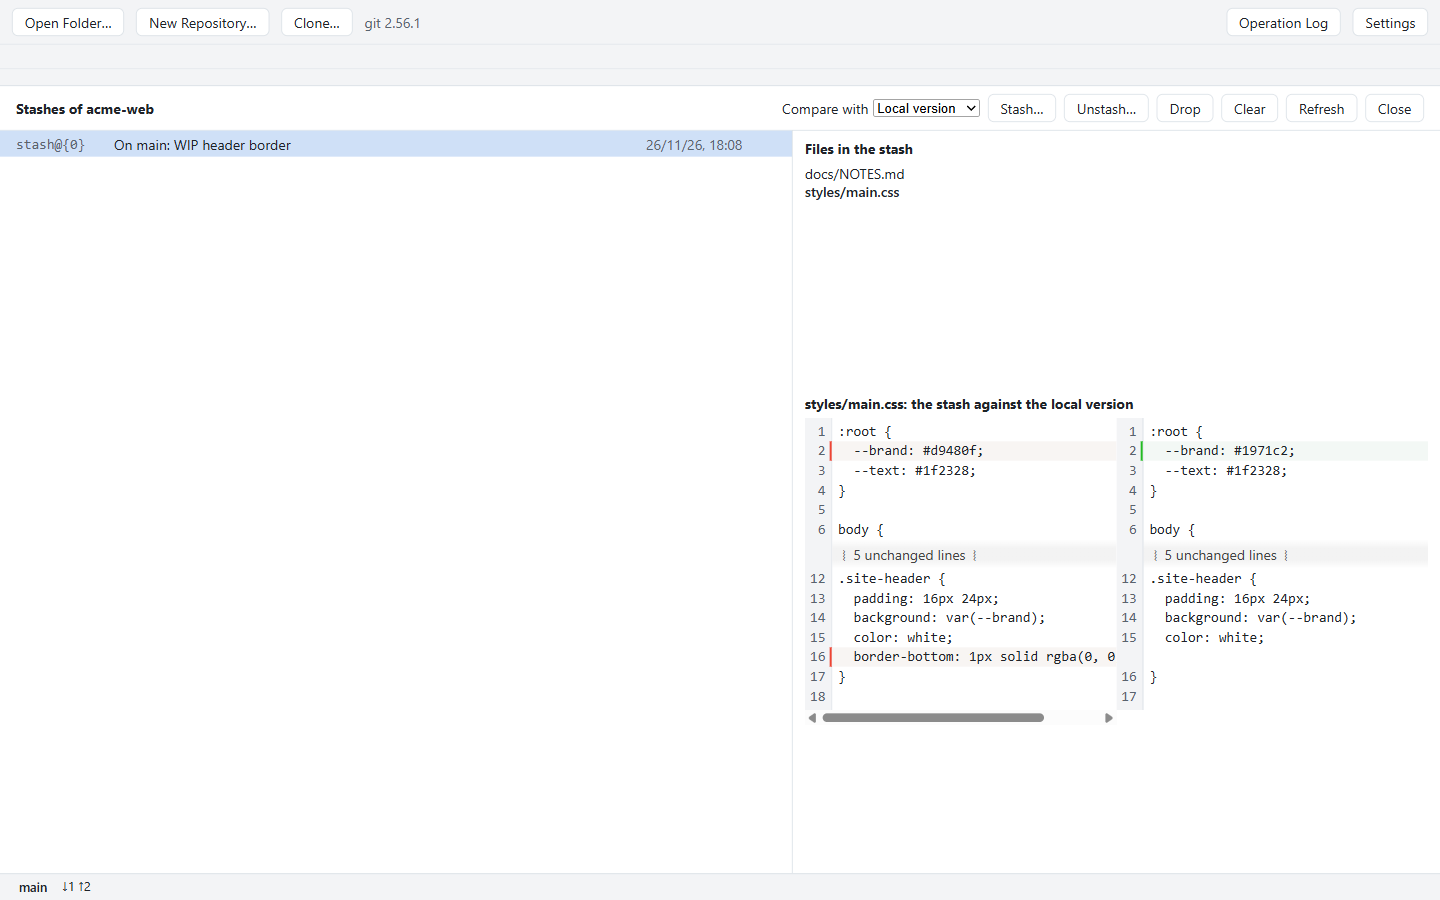 Open Folder... New Repository... Clone... git 2.56.1 Operation Log Settings
Stashes of acme-web Compare with Local version Stash... Unstash... Drop Clear Refresh Close
stash@{0} On main: WIP header border 26/11/26, 18:08
Files in the stash
docs/NOTES.md
styles/main.css
styles/main.css: the stash against the local version
1 :root { 1 :root {
2 --brand: #d9480f; 2 --brand: #1971c2;
3 --text: #1f2328; 3 --text: #1f2328;
4 } 4 }
5 5
6 body { 6 body {
5 unchanged lines 5 unchanged lines
12 .site-header { 12 .site-header {
13 padding: 16px 24px; 13 padding: 16px 24px;
14 background: var(--brand); 14 background: var(--brand);
15 color: white; 15 color: white;
16 border-bottom: 1px solid rgba(0, 0
17 } 16 }
18 17
main ↓1 ↑2